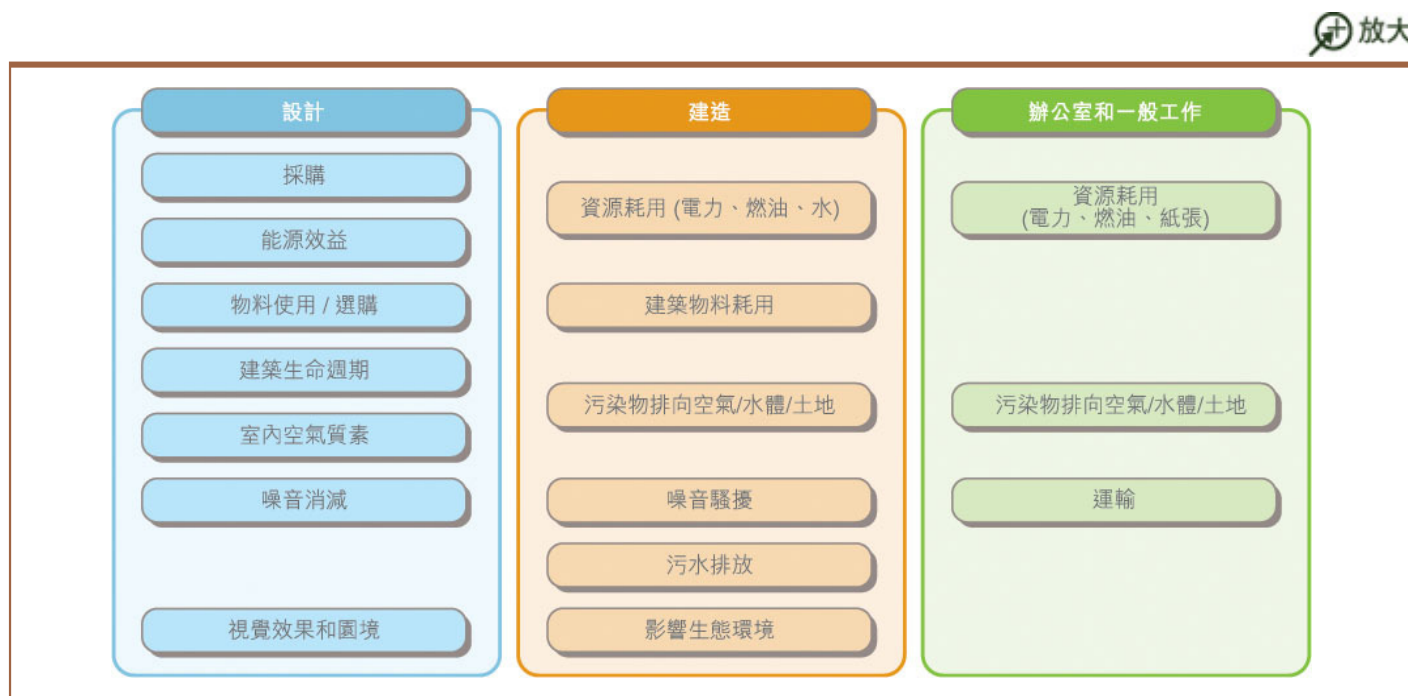 放大
設計
採購
能源效益
物料使用 / 選購
建築生命週期
室內空氣質素
噪音消減
視覺效果和園境
建造
資源耗用 (電力、燃油、水)
建築物料耗用
污染物排向空氣/水體/土地
噪音騷擾
污水排放
影響生態環境
辦公室和一般工作
資源耗用
(電力、燃油、紙張)
污染物排向空氣/水體/土地
運輸